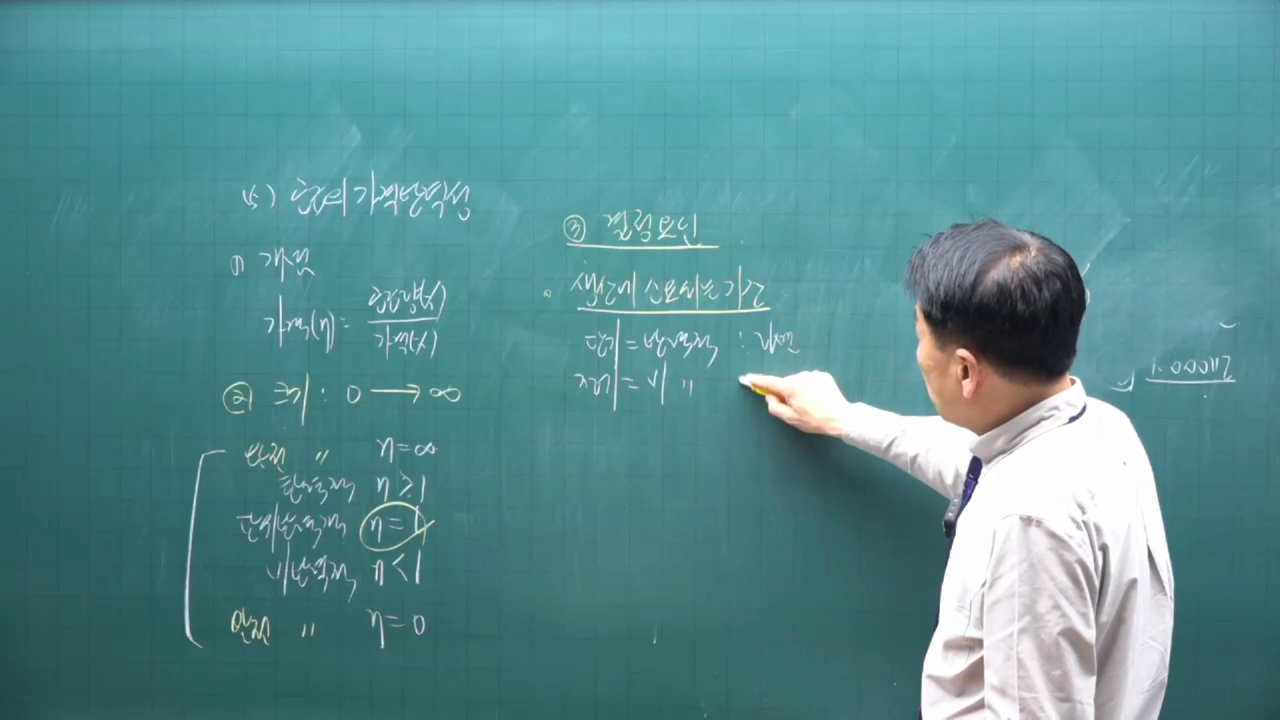 (5) 공급의 가격탄력성
① 개념
가격(η) = 공급량(%) / 가격(%)
② 크기 : 0 → ∞
완전 〃 η=∞
탄력적 η>1
단위탄력적 η=1
비탄력적 η<1
완전 〃 η=0
③ 결정요인
• 생산에 소요되는 기간
단기 = 탄력적 :
장기 = 비 〃